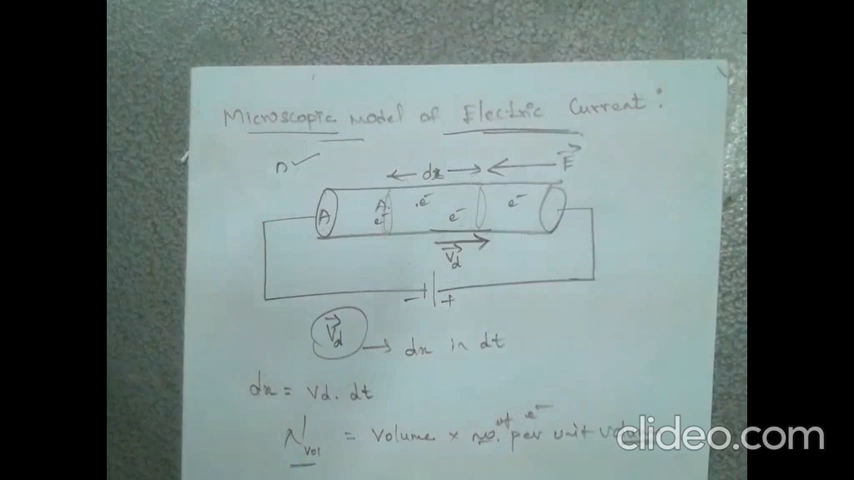 Microscopic model of Electric Current:
n✓
dx
E
A
A
e⁻
.e⁻
e⁻
e⁻
Vd
− +
Vd → dx in dt
dx = Vd. dt
N vol = Volume × no. of e⁻ per unit volume
clideo.com